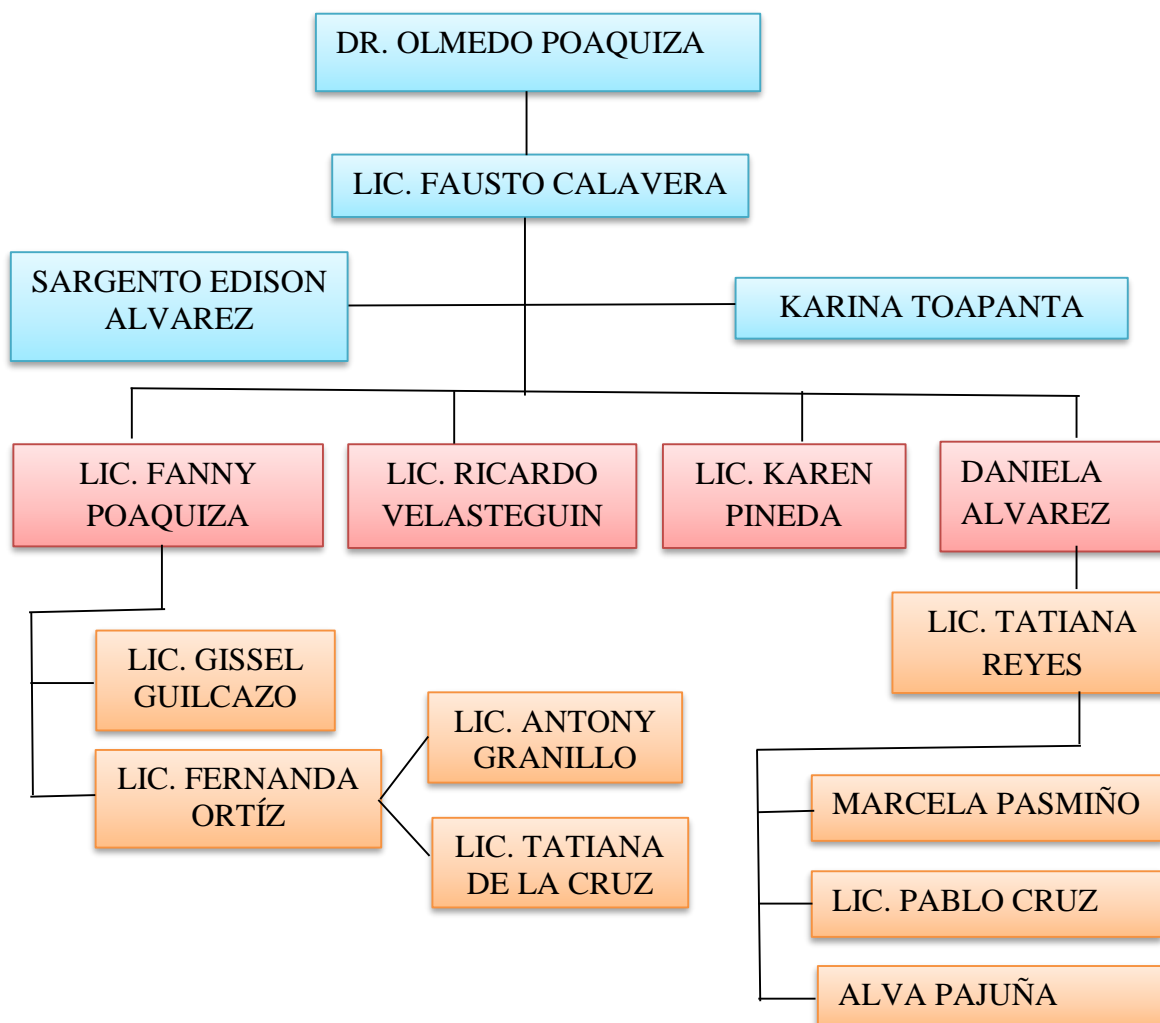 DR. OLMEDO POAQUIZA
LIC. FAUSTO CALAVERA
SARGENTO EDISON
ALVAREZ
KARINA TOAPANTA
LIC. FANNY
POAQUIZA
LIC. RICARDO
VELASTEGUIN
LIC. KAREN
PINEDA
DANIELA
ALVAREZ
LIC. TATIANA
REYES
LIC. GISSEL
GUILCAZO
LIC. FERNANDA
ORTÍZ
LIC. ANTONY
GRANILLO
LIC. TATIANA
DE LA CRUZ
MARCELA PASMIÑO
LIC. PABLO CRUZ
ALVA PAJUÑA